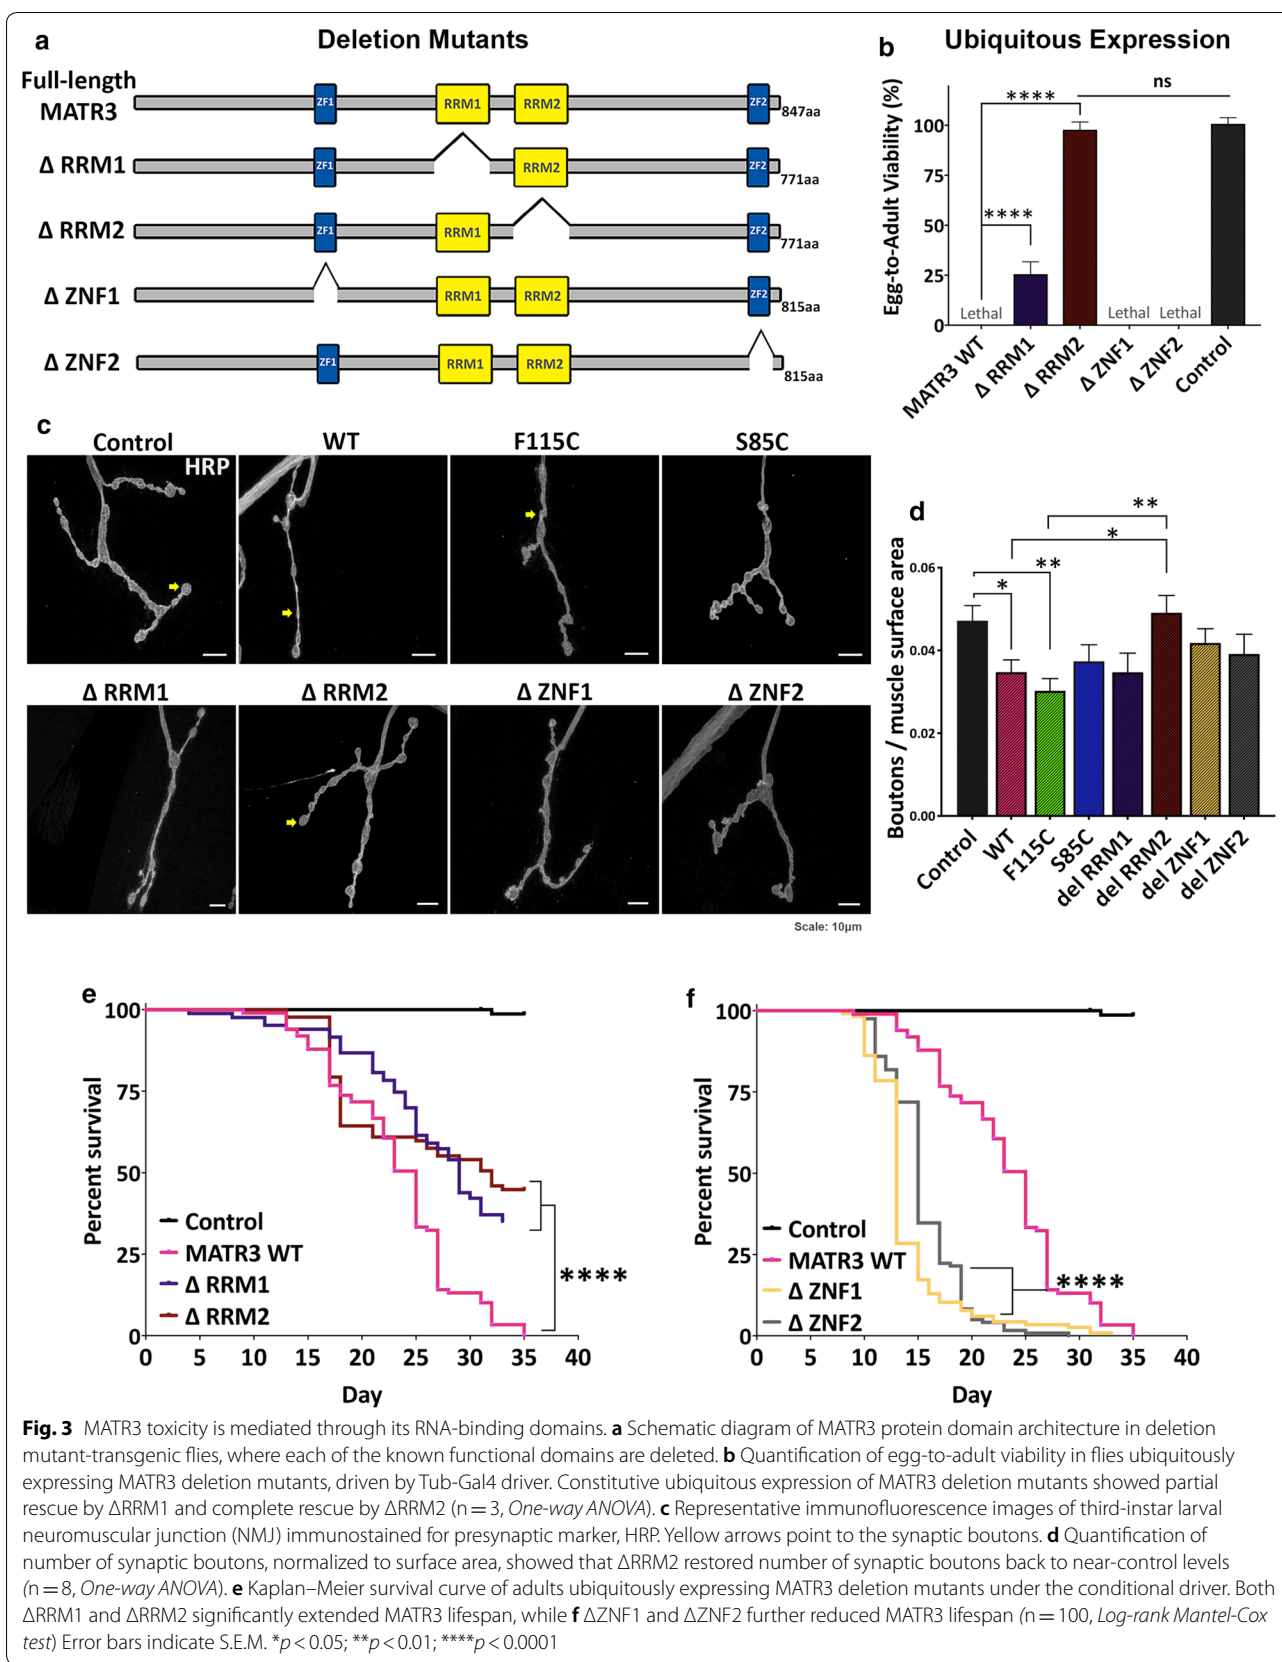 a
Deletion Mutants
Full-length
MATR3
ZF1
RRM1
RRM2
ZF2
847aa
Δ RRM1
ZF1
RRM2
ZF2
771aa
Δ RRM2
ZF1
RRM1
ZF2
771aa
Δ ZNF1
RRM1
RRM2
ZF2
815aa
Δ ZNF2
ZF1
RRM1
RRM2
815aa
b
Ubiquitous Expression
Egg-to-Adult Viability (%)
100
75
50
25
0
****
****
ns
Lethal
Lethal
Lethal
MATR3 WT
Δ RRM1
Δ RRM2
Δ ZNF1
Δ ZNF2
Control
c
Control
WT
F115C
S85C
HRP
Δ RRM1
Δ RRM2
Δ ZNF1
Δ ZNF2
Scale: 10μm
d
Boutons / muscle surface area
0.06
0.04
0.02
0.00
**
*
**
*
Control
WT
F115C
S85C
del RRM1
del RRM2
del ZNF1
del ZNF2
e
Percent survival
100
75
50
25
0
Control
MATR3 WT
Δ RRM1
Δ RRM2
****
0 5 10 15 20 25 30 35 40
Day
f
Percent survival
100
75
50
25
0
Control
MATR3 WT
Δ ZNF1
Δ ZNF2
****
0 5 10 15 20 25 30 35 40
Day
Fig. 3 MATR3 toxicity is mediated through its RNA-binding domains. a Schematic diagram of MATR3 protein domain architecture in deletion
mutant-transgenic flies, where each of the known functional domains are deleted. b Quantification of egg-to-adult viability in flies ubiquitously
expressing MATR3 deletion mutants, driven by Tub-Gal4 driver. Constitutive ubiquitous expression of MATR3 deletion mutants showed partial
rescue by ΔRRM1 and complete rescue by ΔRRM2 (n = 3, One-way ANOVA). c Representative immunofluorescence images of third-instar larval
neuromuscular junction (NMJ) immunostained for presynaptic marker, HRP. Yellow arrows point to the synaptic boutons. d Quantification of
number of synaptic boutons, normalized to surface area, showed that ΔRRM2 restored number of synaptic boutons back to near-control levels
(n = 8, One-way ANOVA). e Kaplan–Meier survival curve of adults ubiquitously expressing MATR3 deletion mutants under the conditional driver. Both
ΔRRM1 and ΔRRM2 significantly extended MATR3 lifespan, while f ΔZNF1 and ΔZNF2 further reduced MATR3 lifespan (n = 100, Log-rank Mantel-Cox
test) Error bars indicate S.E.M. *p < 0.05; **p < 0.01; ****p < 0.0001